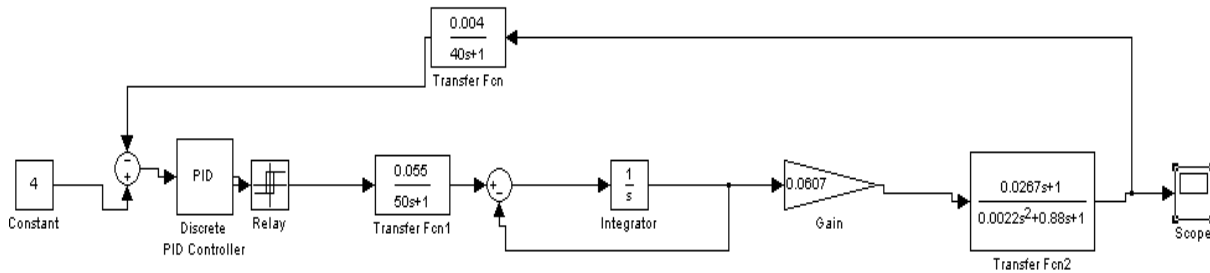 0.004
40s+1
Transfer Fcn
4
Constant
PID
Discrete
PID Controller
Relay
0.055
50s+1
Transfer Fcn1
1
s
Integrator
0.0607
Gain
0.0267s+1
0.0022s²+0.88s+1
Transfer Fcn2
Scope